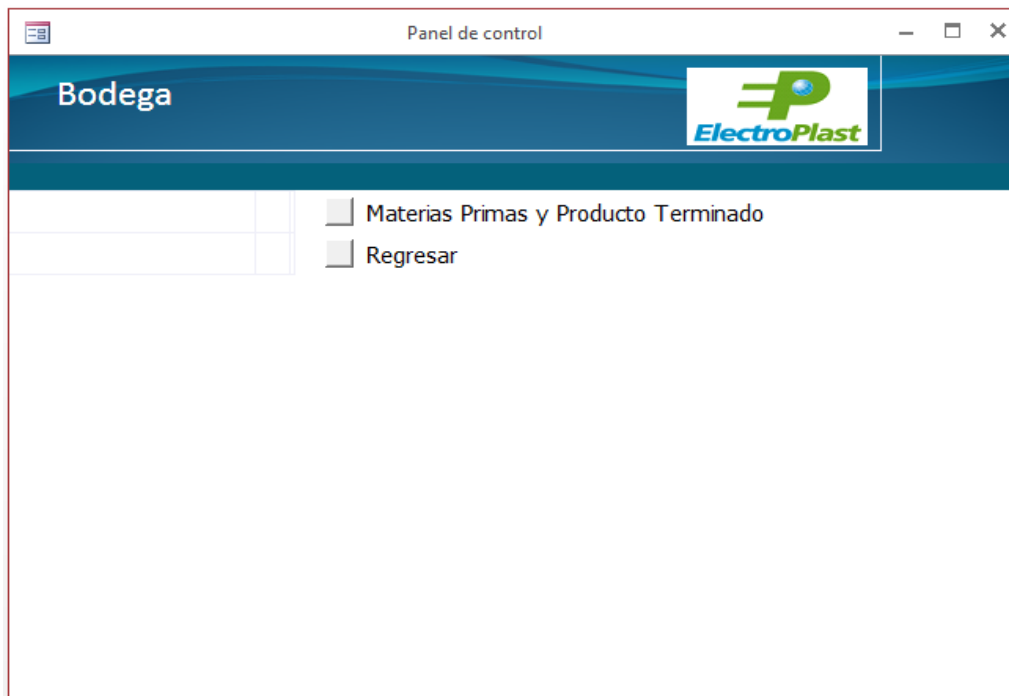 Panel de control
Bodega
ElectroPlast
Materias Primas y Producto Terminado
Regresar